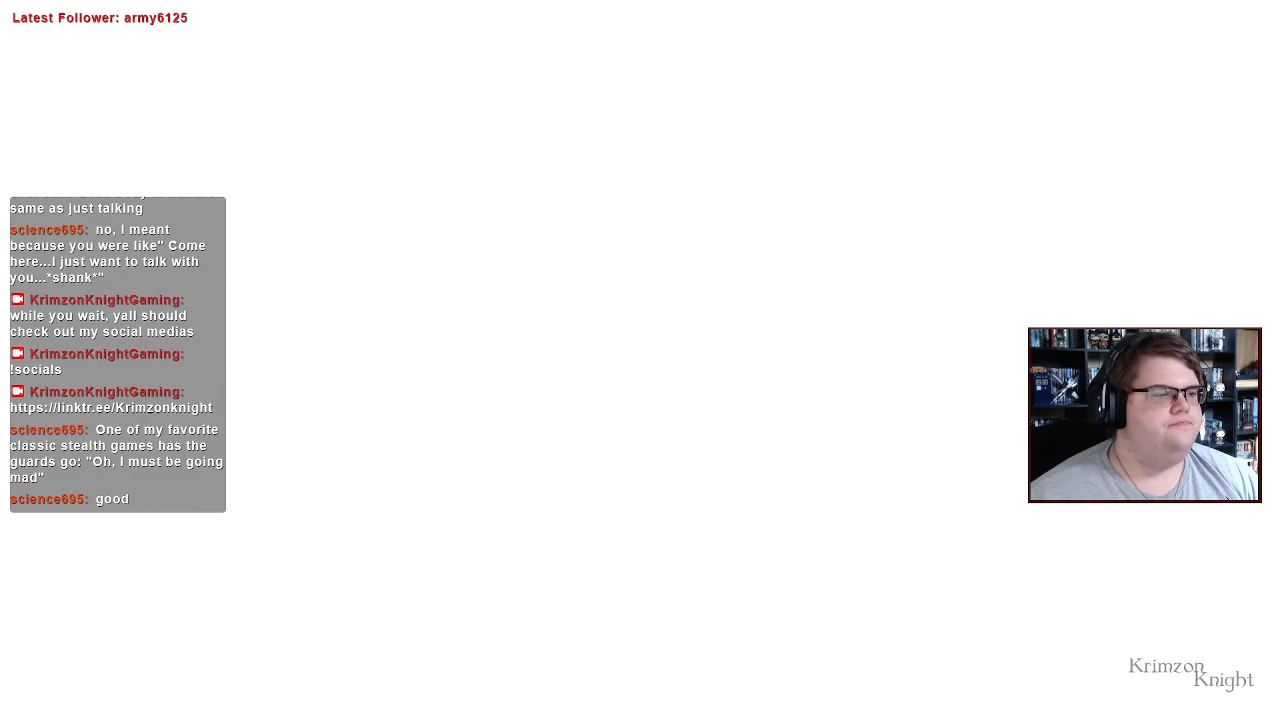 Latest Follower: army6125
same as just talking
science695: no, I meant
because you were like" Come
here...I just want to talk with
you...*shank*"
KrimzonKnightGaming:
while you wait, yall should
check out my social medias
KrimzonKnightGaming:
!socials
KrimzonKnightGaming:
https://linktr.ee/Krimzonknight
science695: One of my favorite
classic stealth games has the
guards go: "Oh, I must be going
mad"
science695: good
Krimzon
Knight